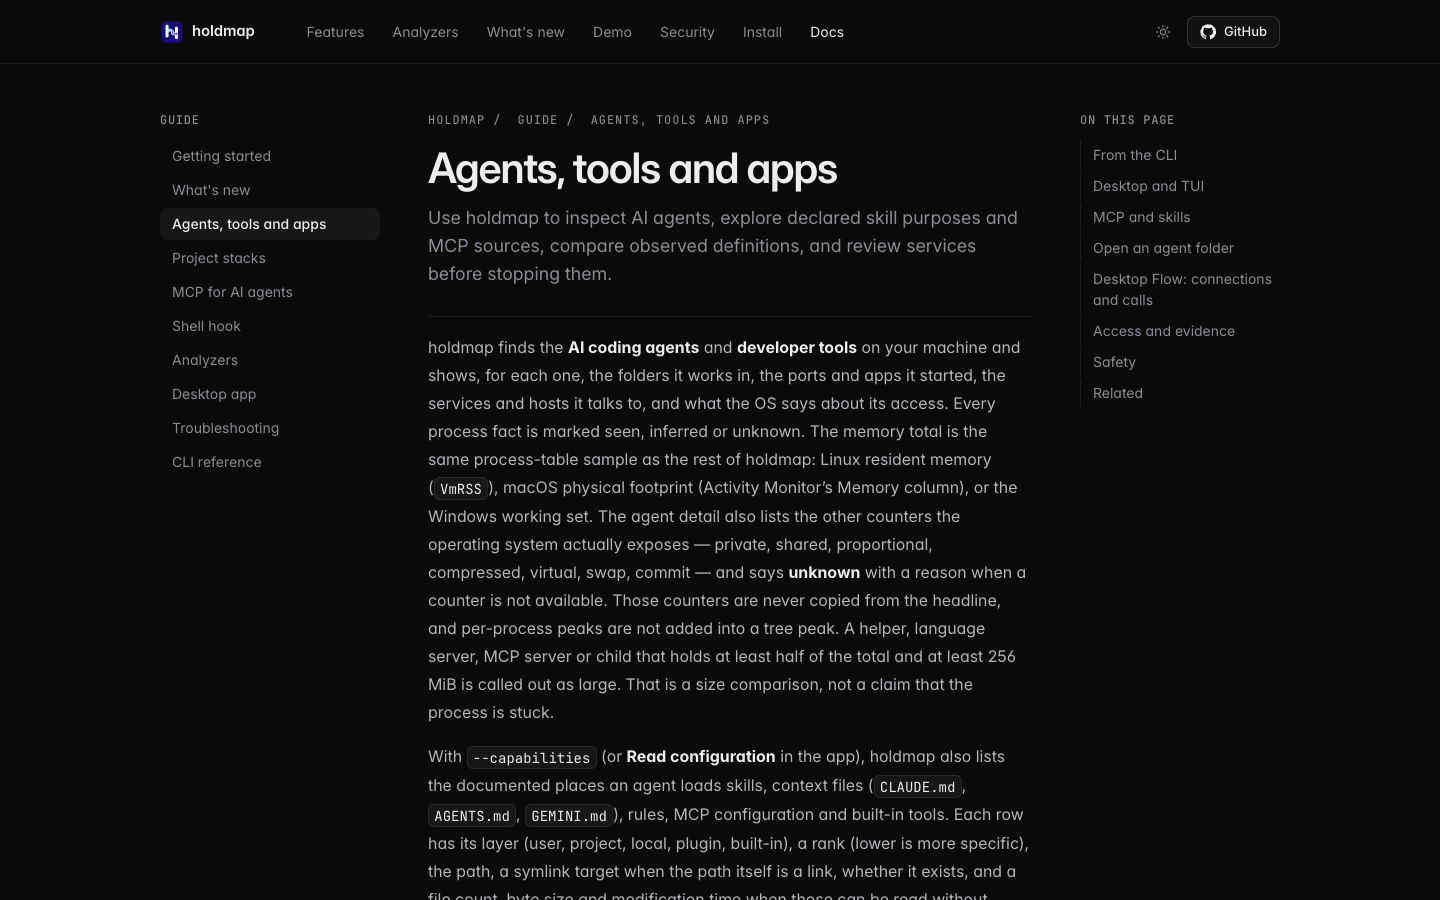 holdmap
Features
Analyzers
What's new
Demo
Security
Install
Docs
GitHub
GUIDE
Getting started
What's new
Agents, tools and apps
Project stacks
MCP for AI agents
Shell hook
Analyzers
Desktop app
Troubleshooting
CLI reference
HOLDMAP / GUIDE / AGENTS, TOOLS AND APPS
Agents, tools and apps
Use holdmap to inspect AI agents, explore declared skill purposes and
MCP sources, compare observed definitions, and review services
before stopping them.
holdmap finds the AI coding agents and developer tools on your machine and
shows, for each one, the folders it works in, the ports and apps it started, the
services and hosts it talks to, and what the OS says about its access. Every
process fact is marked seen, inferred or unknown. The memory total is the
same process-table sample as the rest of holdmap: Linux resident memory
(VmRSS), macOS physical footprint (Activity Monitor’s Memory column), or the
Windows working set. The agent detail also lists the other counters the
operating system actually exposes — private, shared, proportional,
compressed, virtual, swap, commit — and says unknown with a reason when a
counter is not available. Those counters are never copied from the headline,
and per-process peaks are not added into a tree peak. A helper, language
server, MCP server or child that holds at least half of the total and at least 256
MiB is called out as large. That is a size comparison, not a claim that the
process is stuck.
With --capabilities (or Read configuration in the app), holdmap also lists
the documented places an agent loads skills, context files (CLAUDE.md,
AGENTS.md, GEMINI.md), rules, MCP configuration and built-in tools. Each row
has its layer (user, project, local, plugin, built-in), a rank (lower is more specific),
the path, a symlink target when the path itself is a link, whether it exists, and a
file count, byte size and modification time when those can be read without
ON THIS PAGE
From the CLI
Desktop and TUI
MCP and skills
Open an agent folder
Desktop Flow: connections
and calls
Access and evidence
Safety
Related